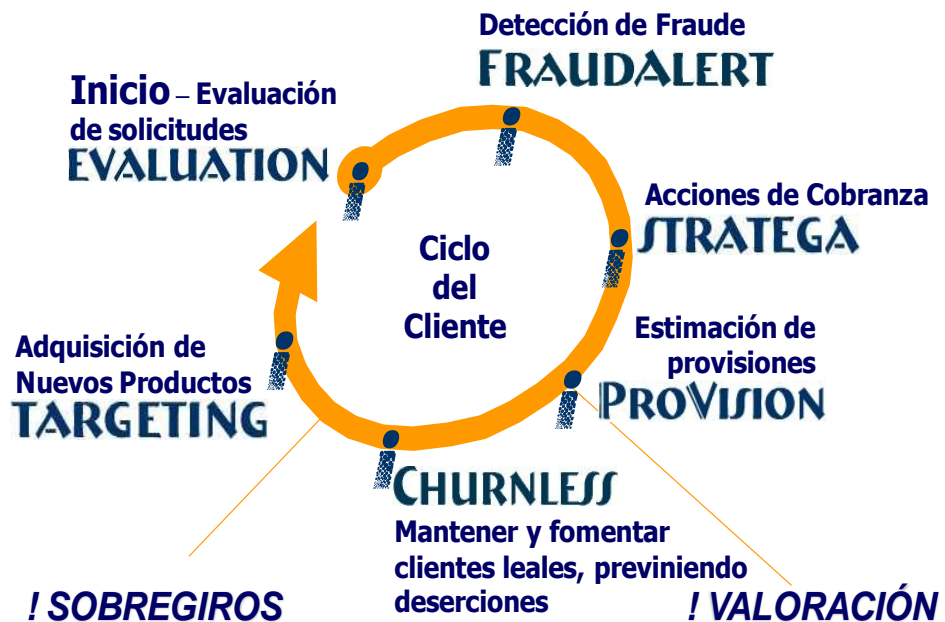 Detección de Fraude
FRAUDALERT
Inicio – Evaluación
de solicitudes
EVALUATION
Acciones de Cobranza
STRATEGA
Ciclo
del
Cliente
Estimación de
provisiones
PROVISION
Adquisición de
Nuevos Productos
TARGETING
CHURNLESS
Mantener y fomentar
clientes leales, previniendo
deserciones
! SOBREGIROS
! VALORACIÓN